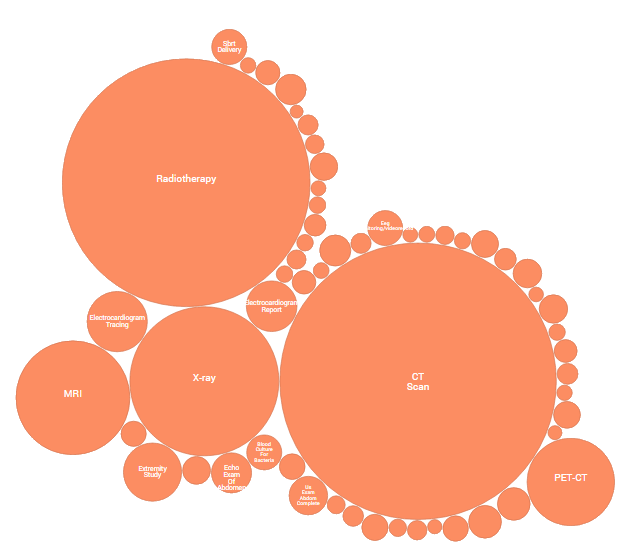 Sbrt
Delivery
Radiotherapy
Eeg
Electrocardiogram
Report
Electrocardiogram
Tracing
X-ray
CT
Scan
MRI
Blood
Culture
For
Bacteria
Extremity
Study
Echo
Exam
Of
Abdomen
PET-CT
Us
Exam
Abdom
Complete